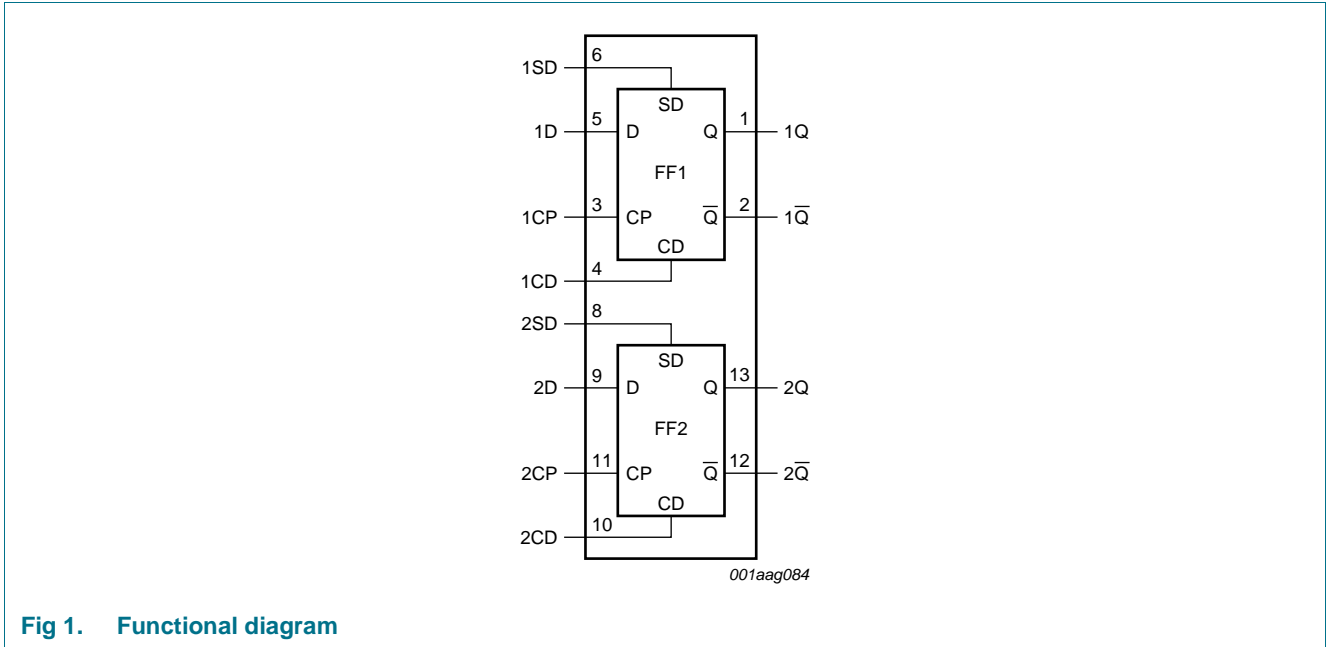 6
1SD
SD
5
1
1D
D
Q
1Q
FF1
3
2
1CP
CP
Q̅
1Q̅
CD
4
1CD
8
2SD
SD
9
13
2D
D
Q
2Q
FF2
11
12
2CP
CP
Q̅
2Q̅
CD
10
2CD
001aag084
Fig 1. Functional diagram